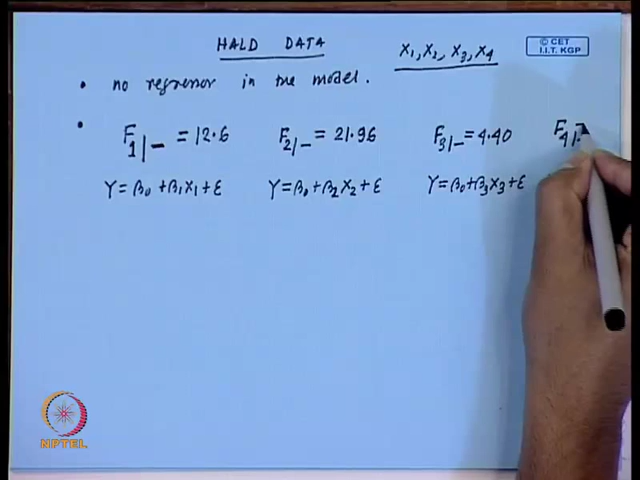 HALD DATA
X1, X2, X3, X4
© CET
I.I.T. KGP
• no regressor in the model.
• F1|- = 12.6 F2|- = 21.96 F3|- = 4.40 F4|-
Y = β0 + β1X1 + ε Y = β0 + β2X2 + ε Y = β0 + β3X3 + ε
NPTEL